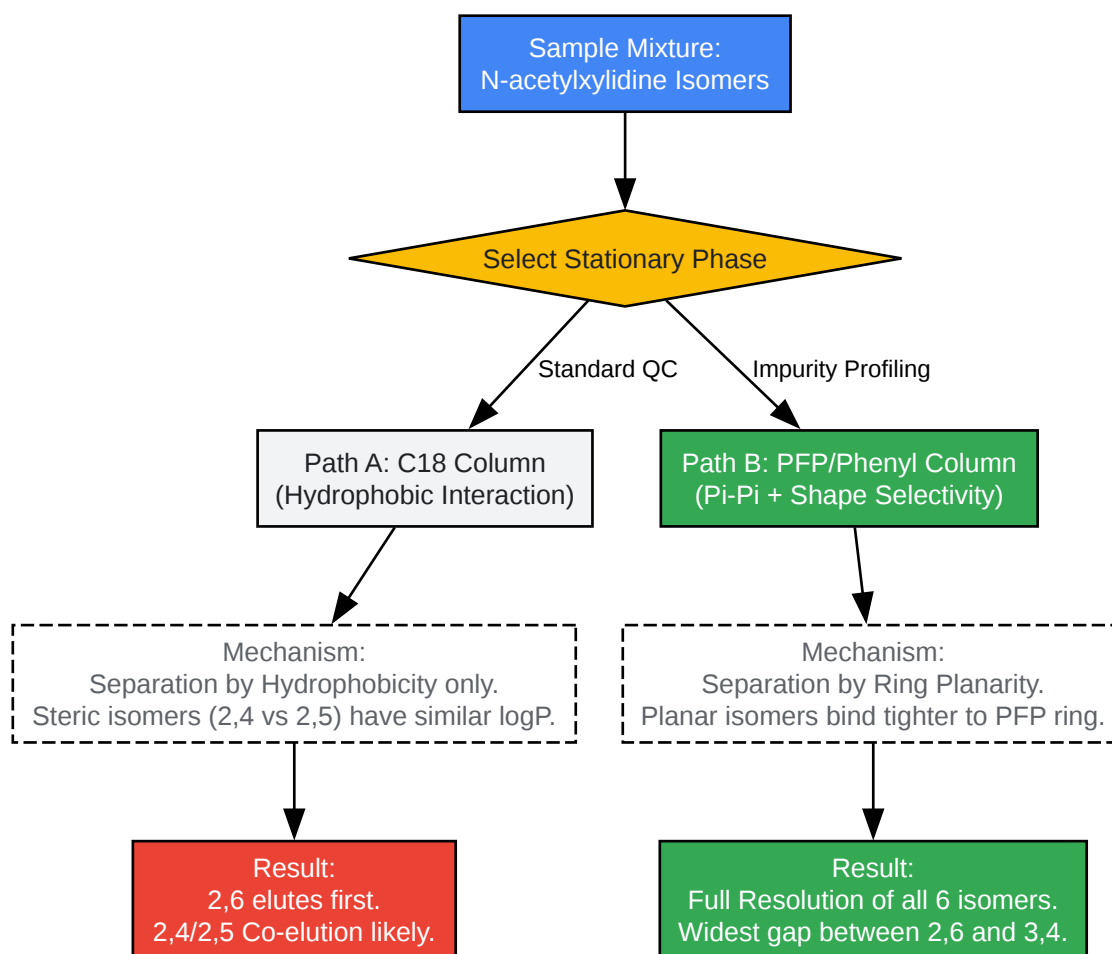 Sample Mixture:
N-acetylxylidine Isomers
Select Stationary Phase
Standard QC
Impurity Profiling
Path A: C18 Column
(Hydrophobic Interaction)
Path B: PFP/Phenyl Column
(Pi-Pi + Shape Selectivity)
Mechanism:
Separation by Hydrophobicity only.
Steric isomers (2,4 vs 2,5) have similar logP.
Mechanism:
Separation by Ring Planarity.
Planar isomers bind tighter to PFP ring.
Result:
2,6 elutes first.
2,4/2,5 Co-elution likely.
Result:
Full Resolution of all 6 isomers.
Widest gap between 2,6 and 3,4.